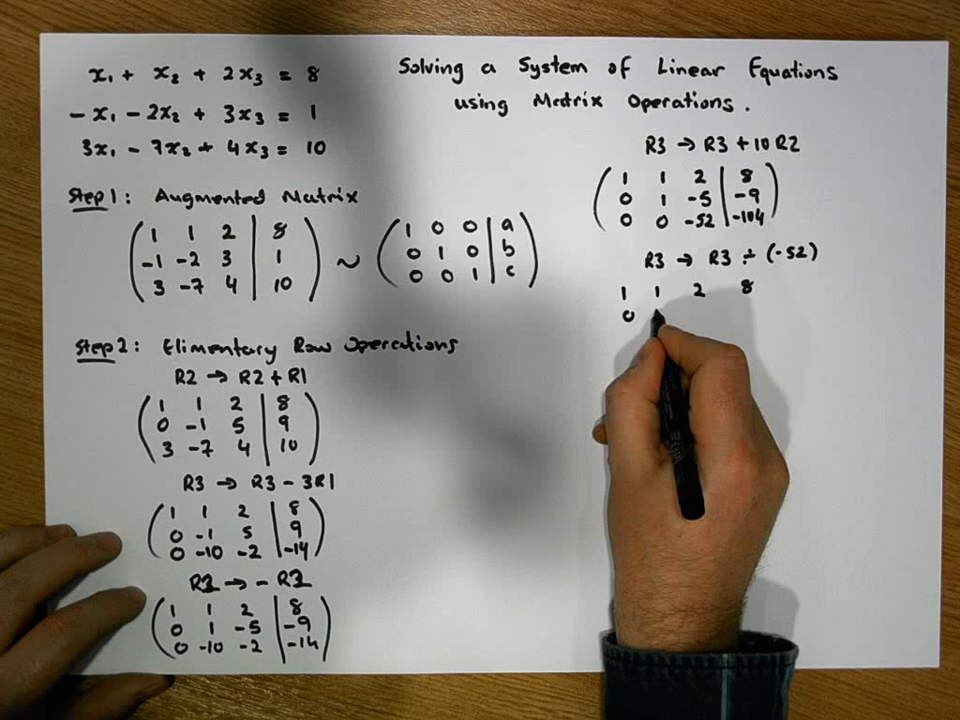 x₁ + x₂ + 2x₃ = 8
-x₁ - 2x₂ + 3x₃ = 1
3x₁ - 7x₂ + 4x₃ = 10
Solving a System of Linear Equations
using Matrix Operations.
Step 1: Augmented Matrix
( 1 1 2 | 8 ) ~ ( 1 0 0 | a )
( -1 -2 3 | 1 ) ( 0 1 0 | b )
( 3 -7 4 | 10 ) ( 0 0 1 | c )
Step 2: Elimentary Row Operations
R2 → R2 + R1
( 1 1 2 | 8 )
( 0 -1 5 | 9 )
( 3 -7 4 | 10 )
R3 → R3 - 3R1
( 1 1 2 | 8 )
( 0 -1 5 | 9 )
( 0 -10 -2 | -14 )
R2 → - R2
( 1 1 2 | 8 )
( 0 1 -5 | -9 )
( 0 -10 -2 | -14 )
R3 → R3 + 10 R2
( 1 1 2 | 8 )
( 0 1 -5 | -9 )
( 0 0 -52 | -104 )
R3 → R3 ÷ (-52)
1 1 2 8
0